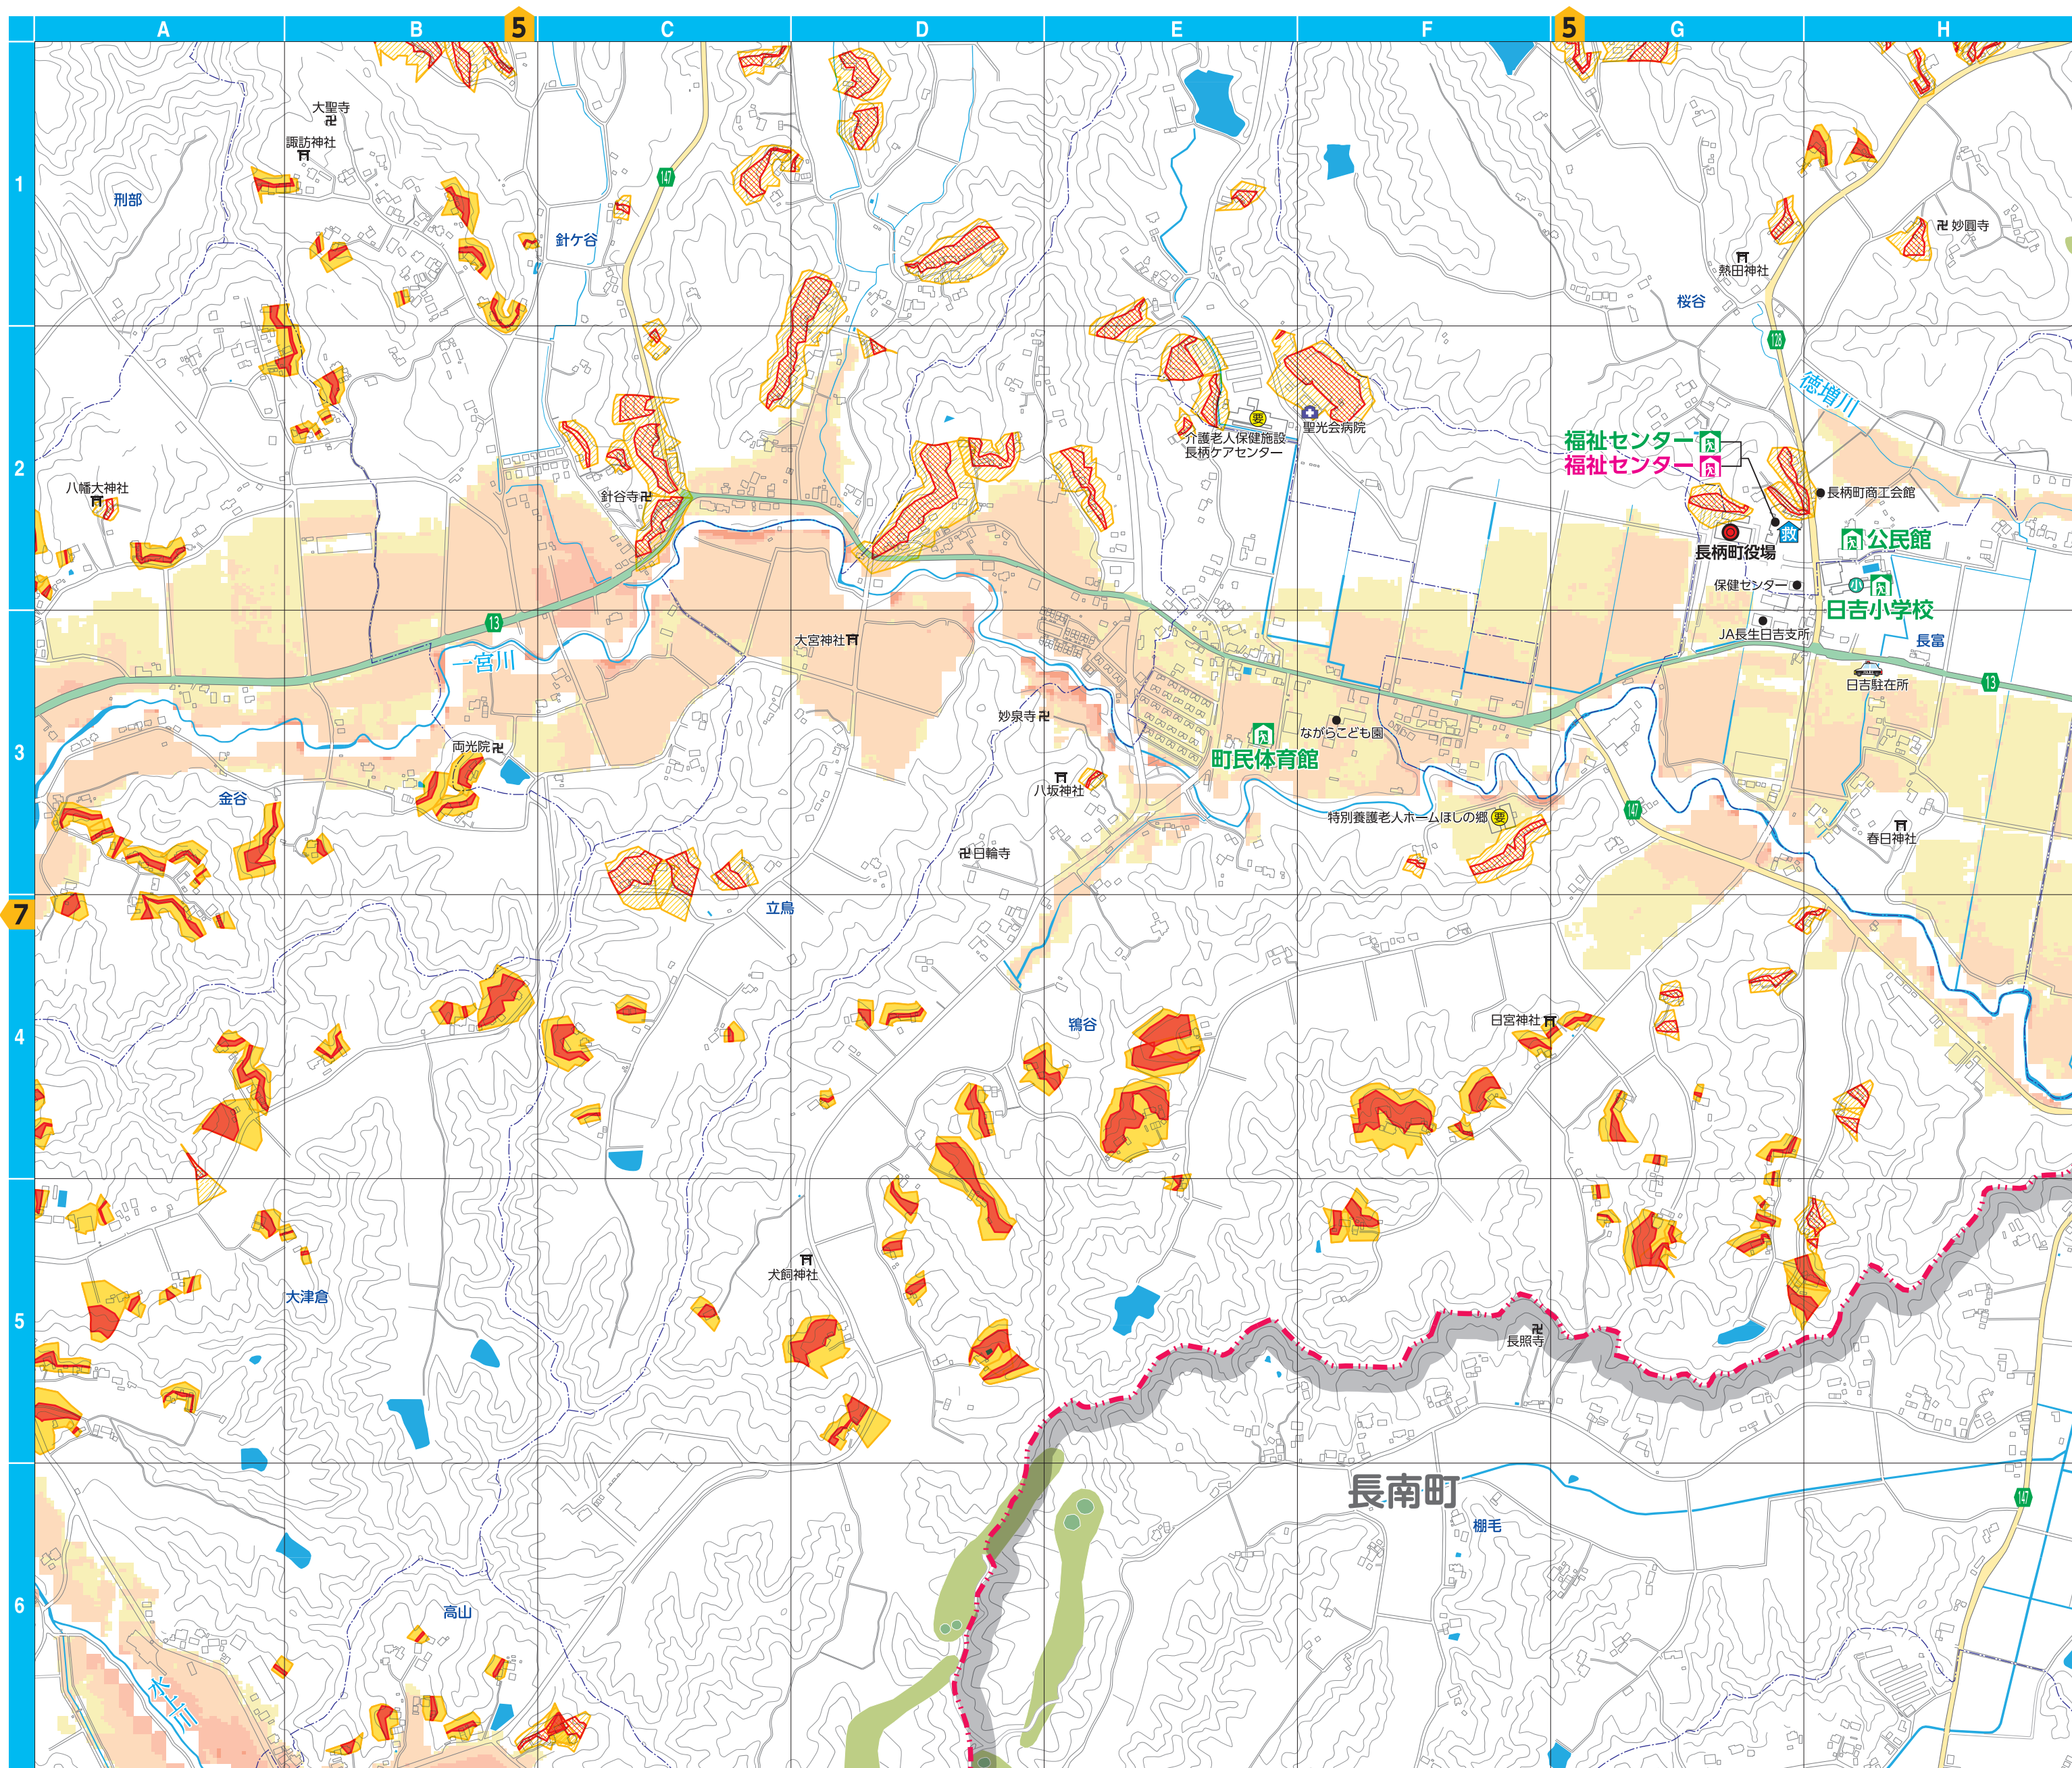 A
B
5
C
D
E
F
5
G
H
1
大聖寺
諏訪神社
刑部
147
針ケ谷
妙圓寺
熱田神社
桜谷
128
徳増川
2
要
介護老人保健施設
長柄ケアセンター
聖光会病院
福祉センター
福祉センター
八幡大神社
針谷寺
長柄町商工会館
救
長柄町役場
公民館
保健センター
小
日吉小学校
13
一宮川
大宮神社
JA長生日吉支所
長富
日吉駐在所
13
3
両光院
妙泉寺
ながらこども園
町民体育館
八坂神社
金谷
特別養護老人ホームほしの郷
要
147
春日神社
日輪寺
7
立鳥
4
鴇谷
日宮神社
犬飼神社
大津倉
5
長照寺
長南町
棚毛
147
6
高山
水上川